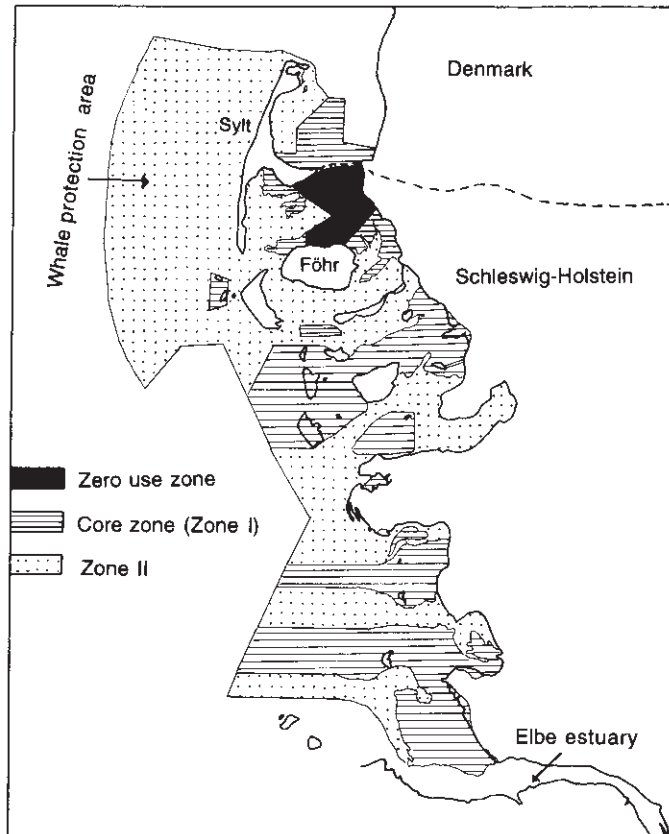 Denmark
Sylt
Whale protection area
Föhr
Schleswig-Holstein
Zero use zone
Core zone (Zone I)
Zone II
Elbe estuary